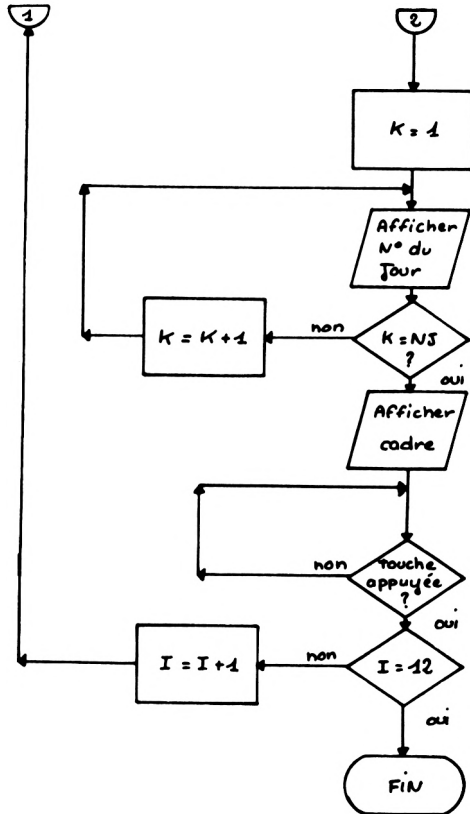 1
2
K = 1
Afficher
N° du
Jour
K = K + 1
non
K = NJ
?
oui
Afficher
cadre
non
Touche
appuyée
?
oui
I = I + 1
non
I = 12
oui
FiN